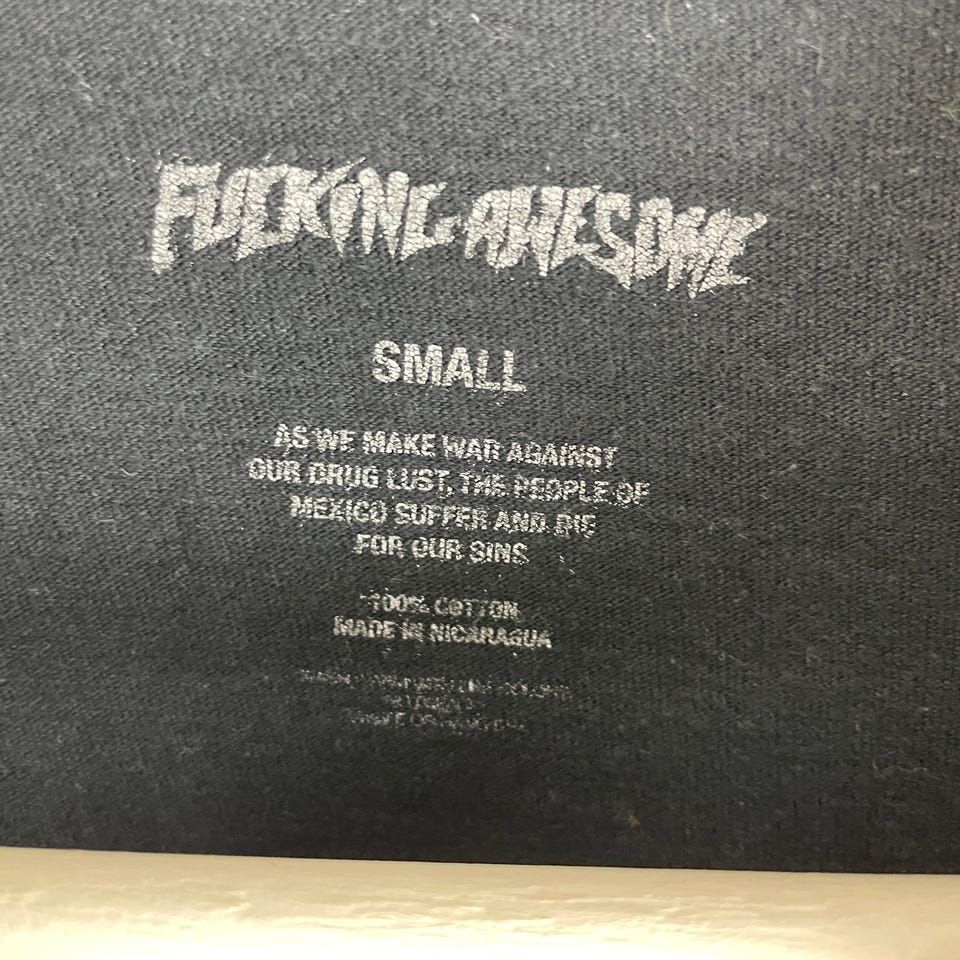 FUCKING AWESOME
SMALL
AS WE MAKE WAR AGAINST
OUR DRUG LUST, THE PEOPLE OF
MEXICO SUFFER AND DIE
FOR OUR SINS
100% COTTON
MADE IN NICARAGUA